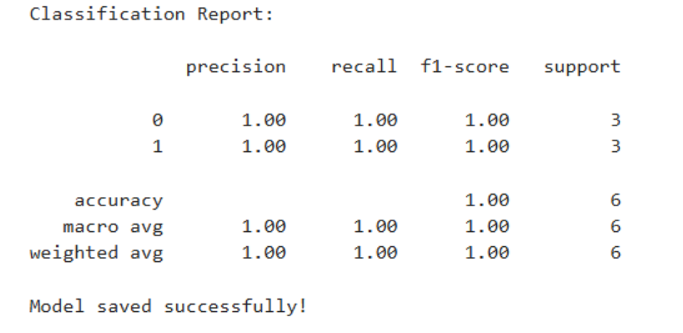 Classification Report:
precision recall f1-score support
0 1.00 1.00 1.00 3
1 1.00 1.00 1.00 3
accuracy 1.00 6
macro avg 1.00 1.00 1.00 6
weighted avg 1.00 1.00 1.00 6
Model saved successfully!